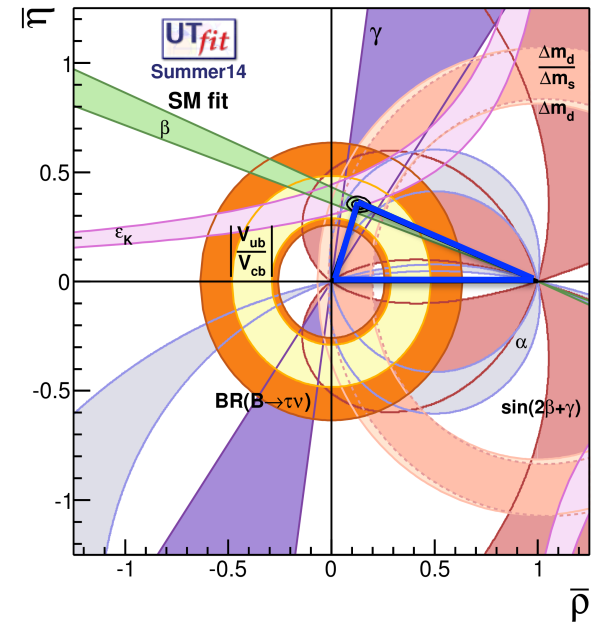 η̅
UTfit
Summer14
SM fit
γ
Δm_d
Δm_s
Δm_d
β
ε_K
|V_ub
V_cb|
α
BR(B→τν)
sin(2β+γ)
1
0.5
0
-0.5
-1
-1
-0.5
0
0.5
1
ρ̅